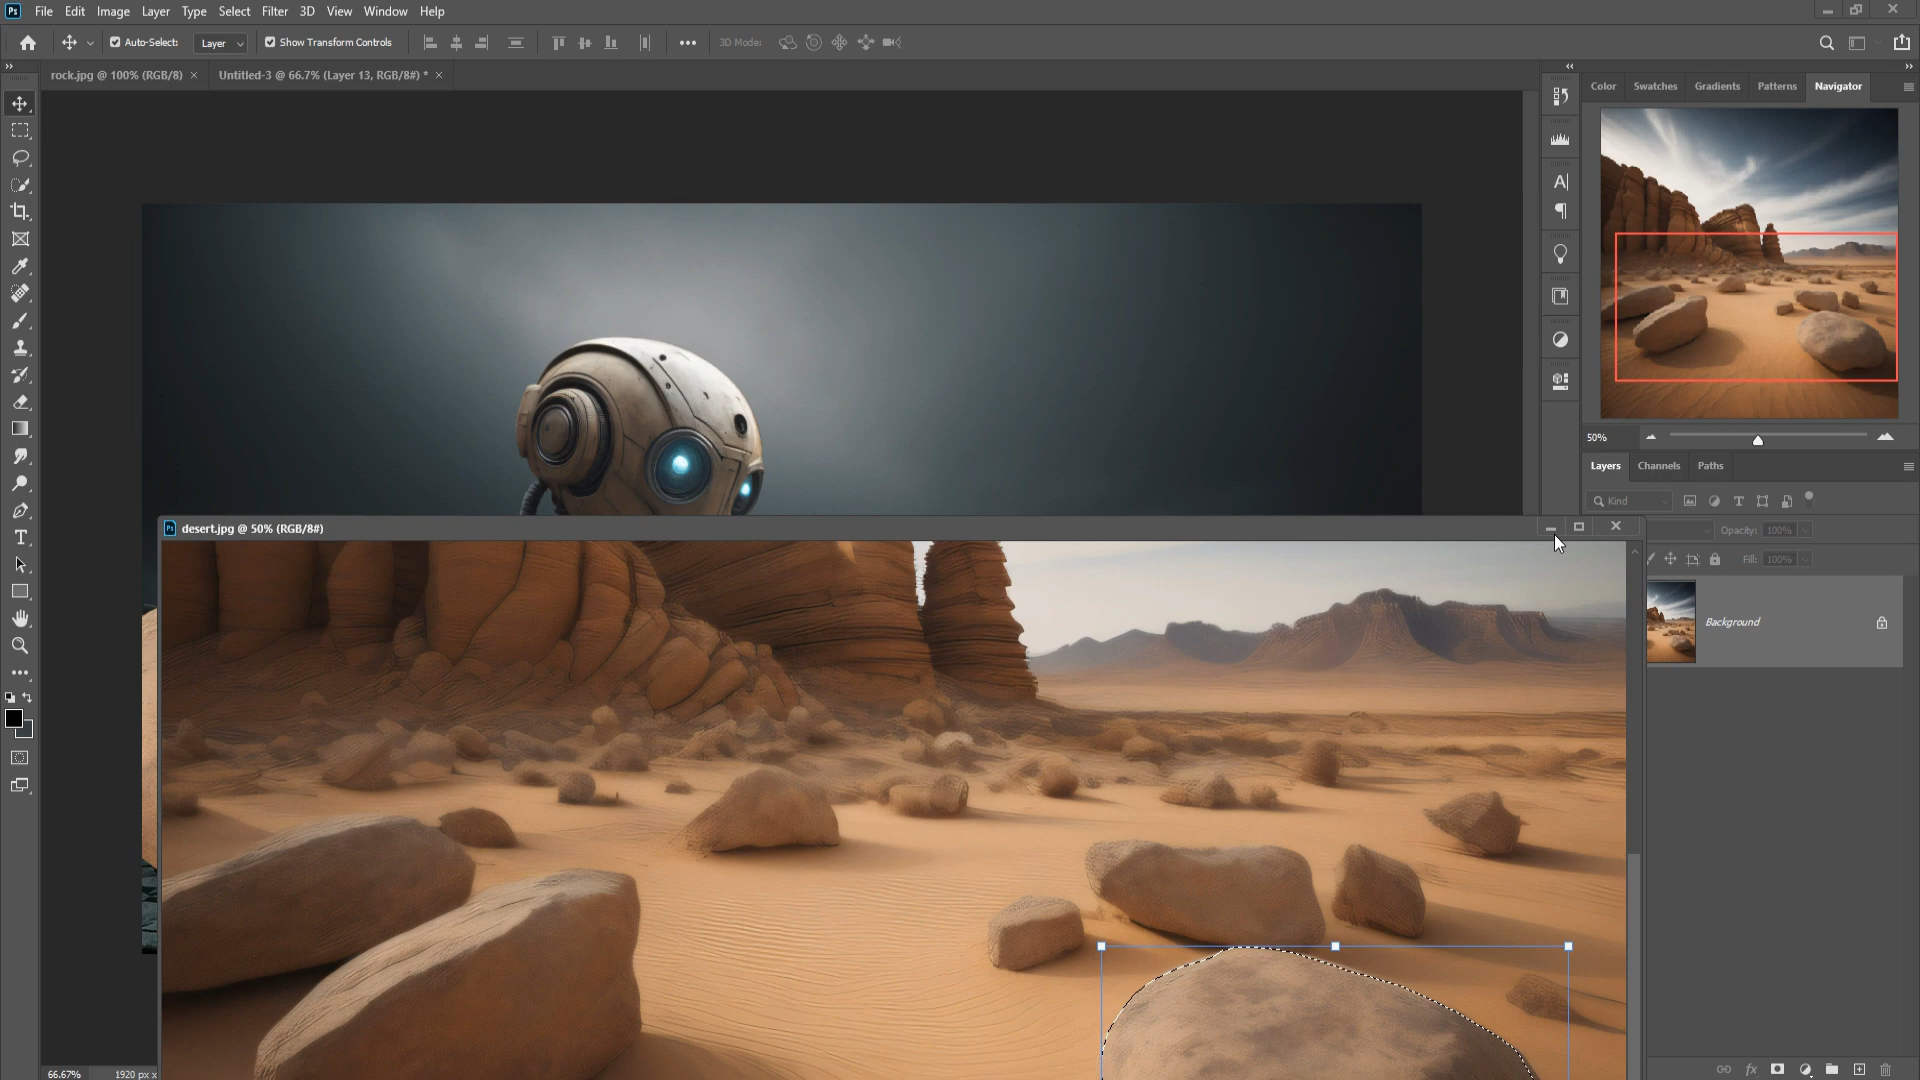 Ps File Edit Image Layer Type Select Filter 3D View Window Help
Auto-Select: Layer Show Transform Controls 3D Mode:
rock.jpg @ 100% (RGB/8) × Untitled-3 @ 66.7% (Layer 13, RGB/8#) * ×
Color Swatches Gradients Patterns Navigator
50%
Layers Channels Paths
Kind
Opacity: 100%
Fill: 100%
Background
Ps desert.jpg @ 50% (RGB/8#)
66.67% 1920 px x